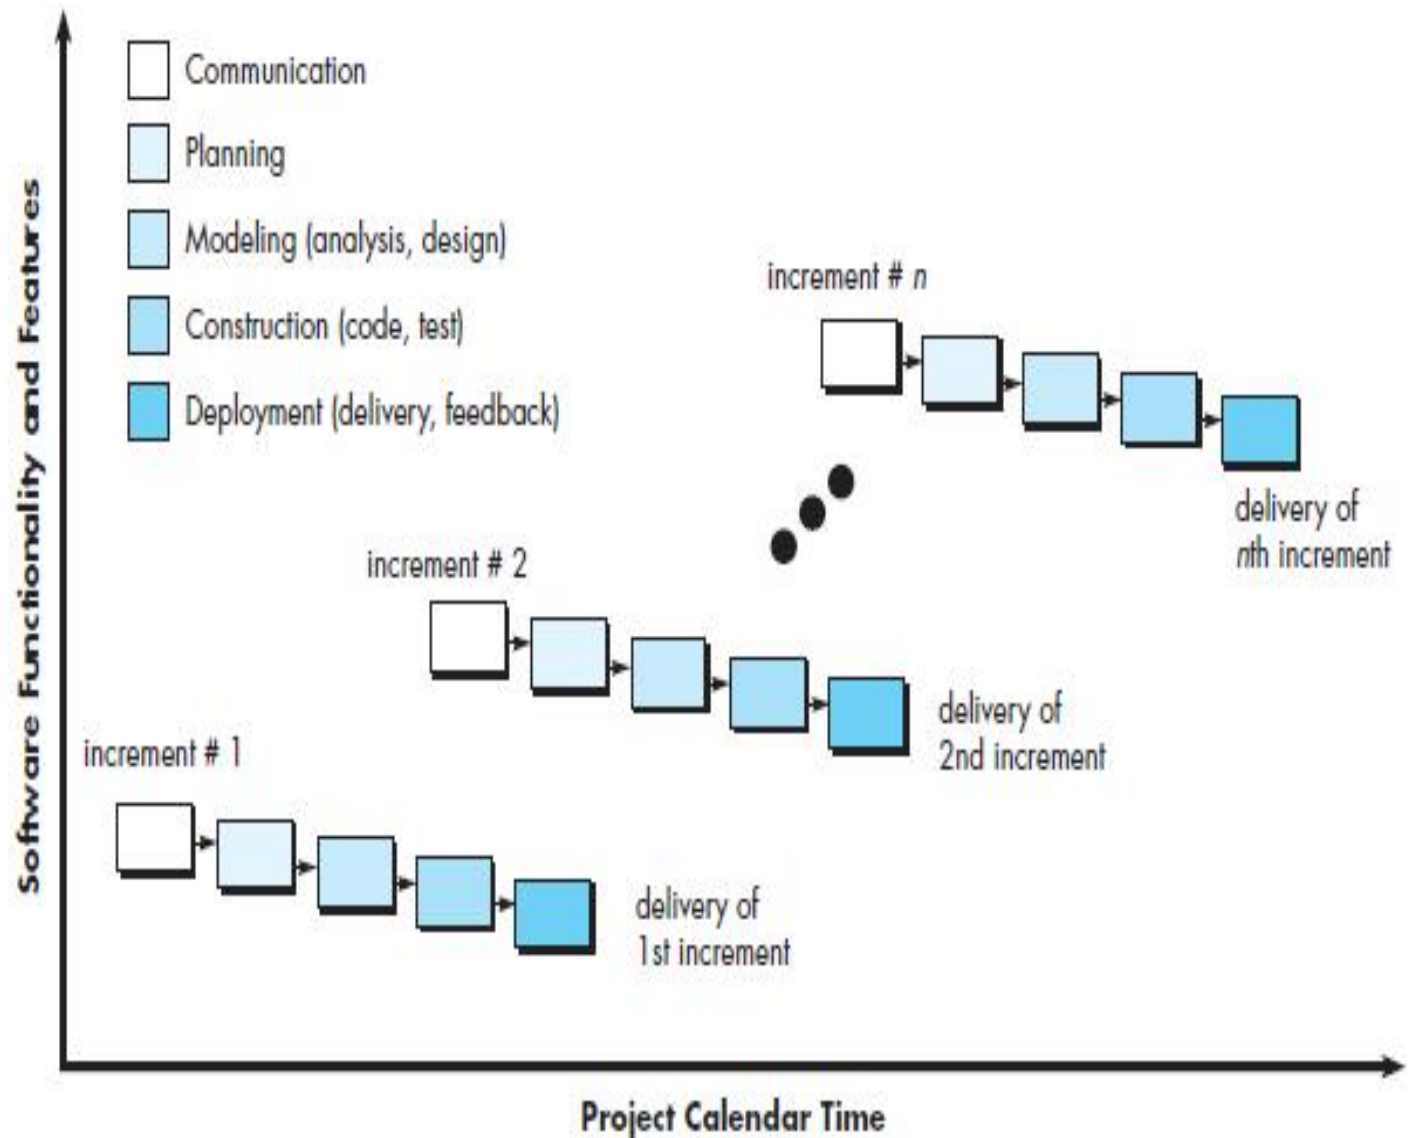 Software Functionality and Features
Communication
Planning
Modeling (analysis, design)
Construction (code, test)
Deployment (delivery, feedback)
increment # n
delivery of
nth increment
increment # 2
delivery of
2nd increment
increment # 1
delivery of
1st increment
Project Calendar Time